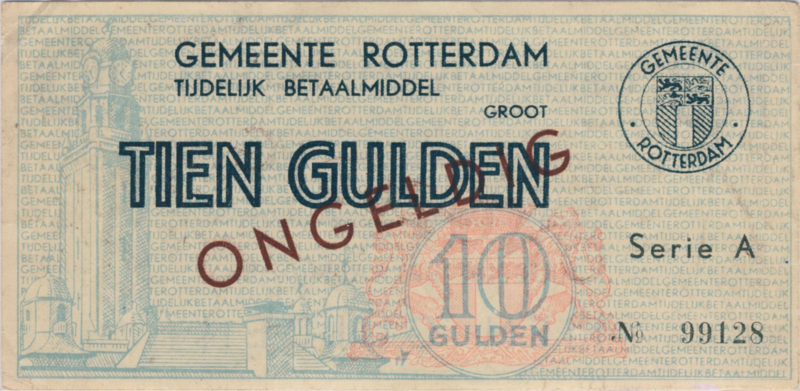 GEMEENTE ROTTERDAM
TIJDELIJK BETAALMIDDEL
GROOT
TIEN GULDEN
ONGELDIG
GEMEENTE
ROTTERDAM
Serie A
10
GULDEN
No 99128